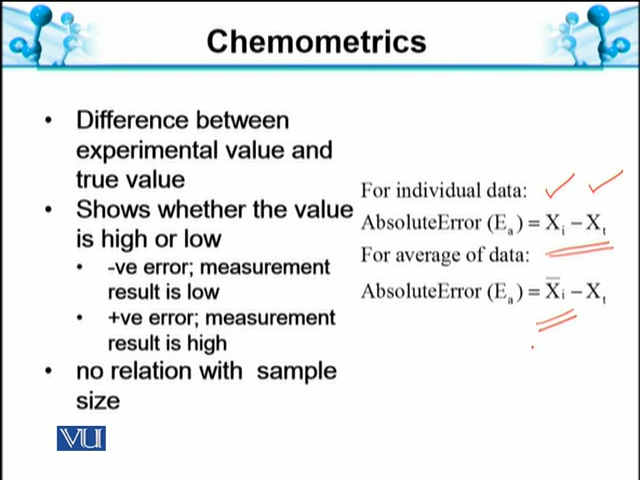 Chemometrics
• Difference between
experimental value and
true value
• Shows whether the value
is high or low
• -ve error; measurement
result is low
• +ve error; measurement
result is high
• no relation with sample
size
For individual data:
AbsoluteError (Eₐ) = Xᵢ – Xₜ
For average of data:
AbsoluteError (Eₐ) = X̅ᵢ – Xₜ
VU